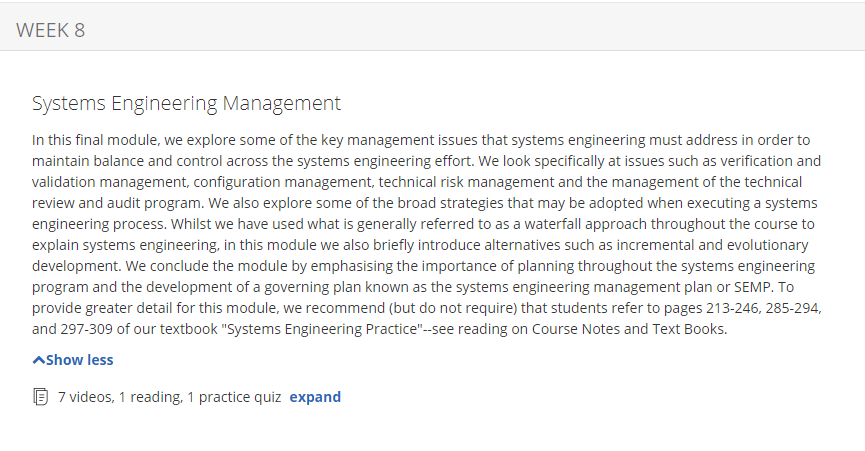 WEEK 8
Systems Engineering Management
In this final module, we explore some of the key management issues that systems engineering must address in order to
maintain balance and control across the systems engineering effort. We look specifically at issues such as verification and
validation management, configuration management, technical risk management and the management of the technical
review and audit program. We also explore some of the broad strategies that may be adopted when executing a systems
engineering process. Whilst we have used what is generally referred to as a waterfall approach throughout the course to
explain systems engineering, in this module we also briefly introduce alternatives such as incremental and evolutionary
development. We conclude the module by emphasising the importance of planning throughout the systems engineering
program and the development of a governing plan known as the systems engineering management plan or SEMP. To
provide greater detail for this module, we recommend (but do not require) that students refer to pages 213-246, 285-294,
and 297-309 of our textbook "Systems Engineering Practice"--see reading on Course Notes and Text Books.
Show less
7 videos, 1 reading, 1 practice quiz expand